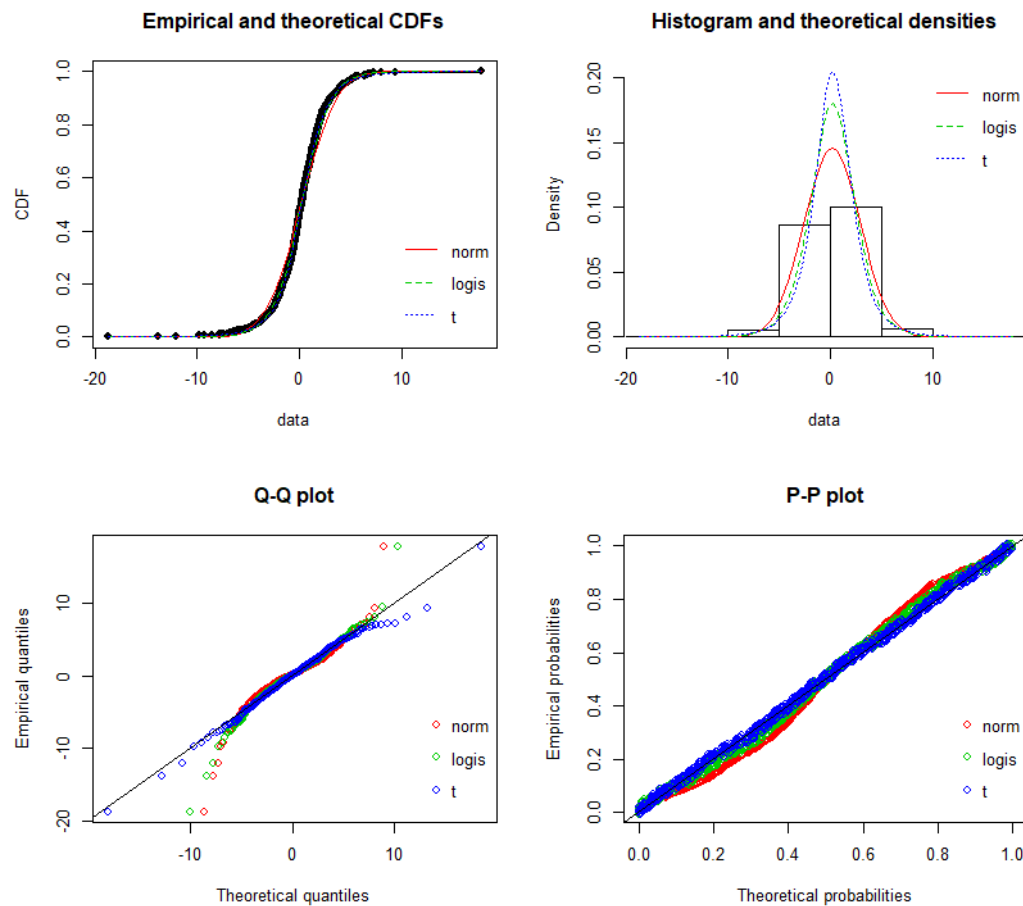 Empirical and theoretical CDFs
1.0
0.8
0.6
0.4
0.2
0.0
CDF
norm
logis
t
-20
-10
0
10
data
Histogram and theoretical densities
0.20
0.15
0.10
0.05
0.00
Density
norm
logis
t
-20
-10
0
10
data
Q-Q plot
10
0
-10
-20
Empirical quantiles
norm
logis
t
-10
0
10
Theoretical quantiles
P-P plot
1.0
0.8
0.6
0.4
0.2
0.0
Empirical probabilities
norm
logis
t
0.0
0.2
0.4
0.6
0.8
1.0
Theoretical probabilities